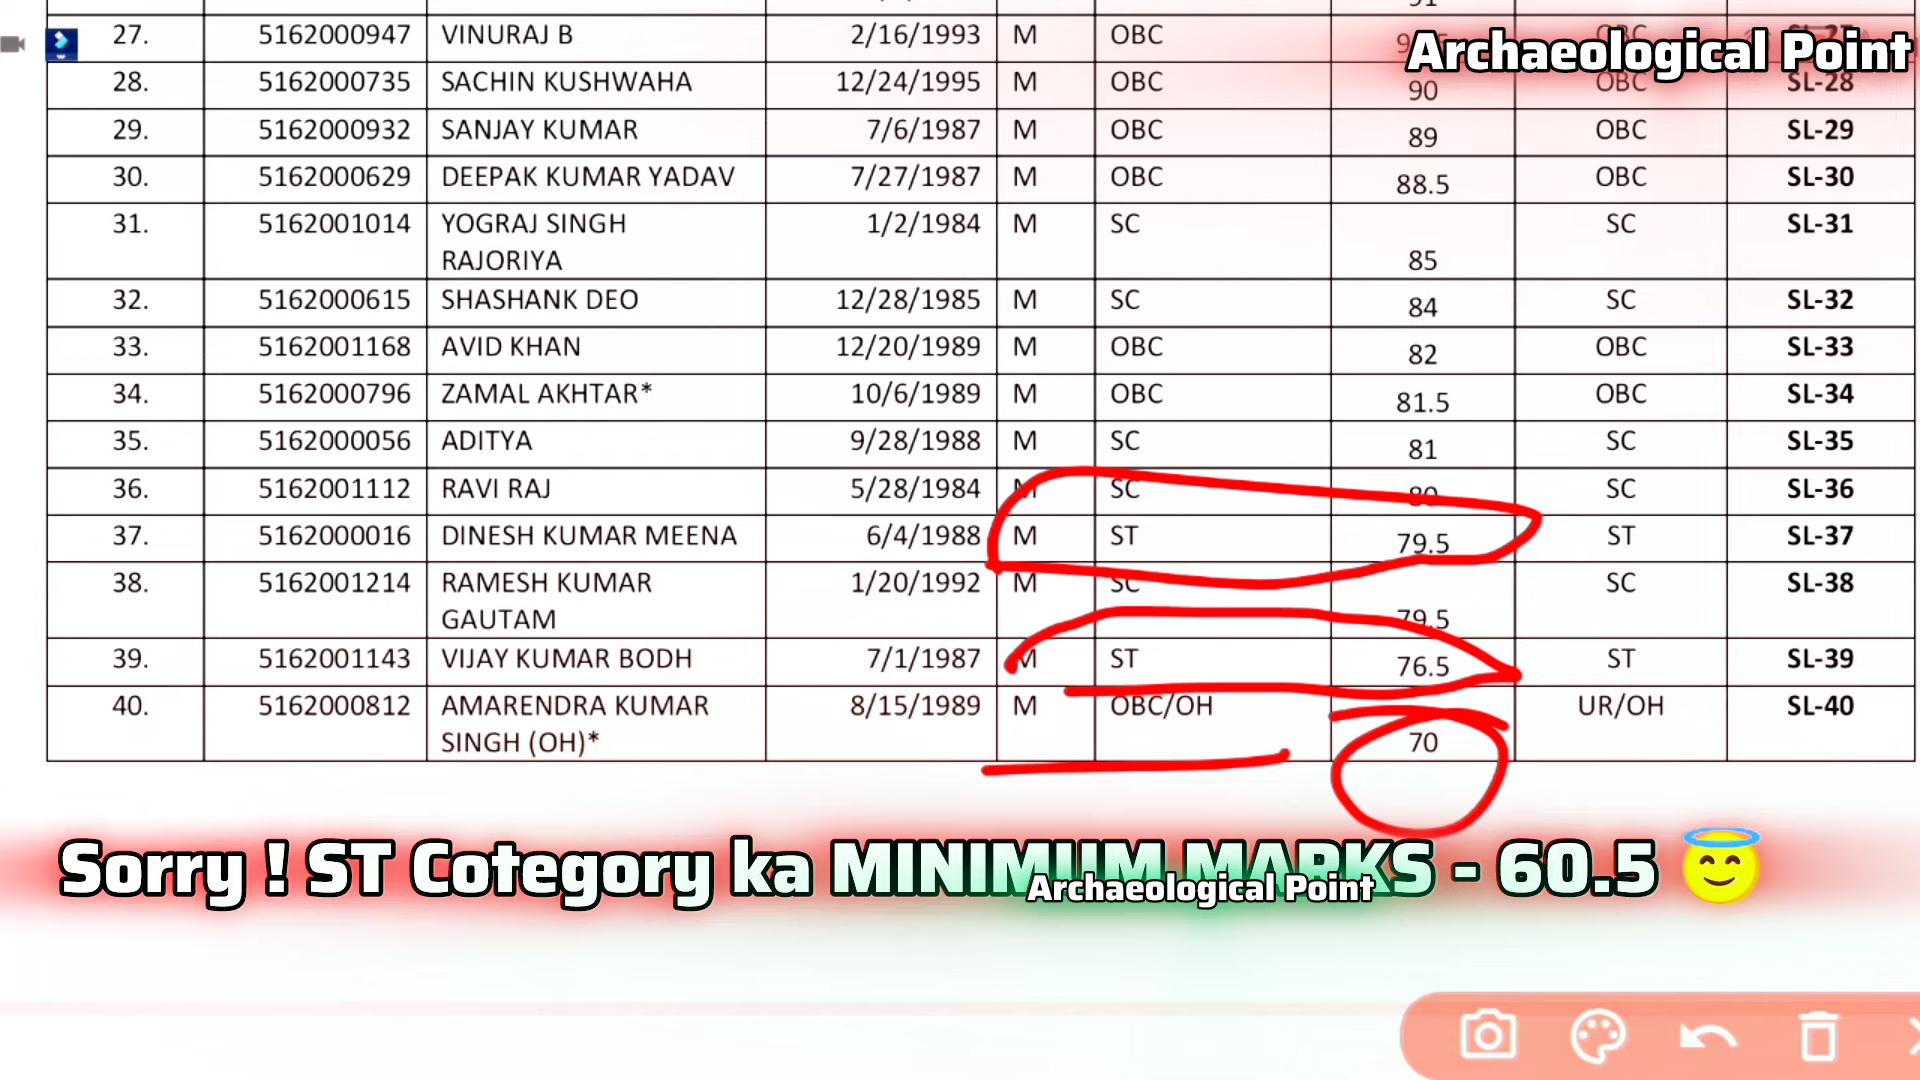 27. 5162000947 VINURAJ B 2/16/1993 M OBC
Archaeological Point
28. 5162000735 SACHIN KUSHWAHA 12/24/1995 M OBC 90 OBC SL-28
29. 5162000932 SANJAY KUMAR 7/6/1987 M OBC 89 OBC SL-29
30. 5162000629 DEEPAK KUMAR YADAV 7/27/1987 M OBC 88.5 OBC SL-30
31. 5162001014 YOGRAJ SINGH 1/2/1984 M SC SC SL-31
RAJORIYA 85
32. 5162000615 SHASHANK DEO 12/28/1985 M SC 84 SC SL-32
33. 5162001168 AVID KHAN 12/20/1989 M OBC 82 OBC SL-33
34. 5162000796 ZAMAL AKHTAR* 10/6/1989 M OBC 81.5 OBC SL-34
35. 5162000056 ADITYA 9/28/1988 M SC 81 SC SL-35
36. 5162001112 RAVI RAJ 5/28/1984 M SC 80 SC SL-36
37. 5162000016 DINESH KUMAR MEENA 6/4/1988 M ST 79.5 ST SL-37
38. 5162001214 RAMESH KUMAR 1/20/1992 M SC SC SL-38
GAUTAM 79.5
39. 5162001143 VIJAY KUMAR BODH 7/1/1987 M ST 76.5 ST SL-39
40. 5162000812 AMARENDRA KUMAR 8/15/1989 M OBC/OH UR/OH SL-40
SINGH (OH)* 70
Sorry ! ST Cotegory ka MINIMUM MARKS - 60.5
Archaeological Point